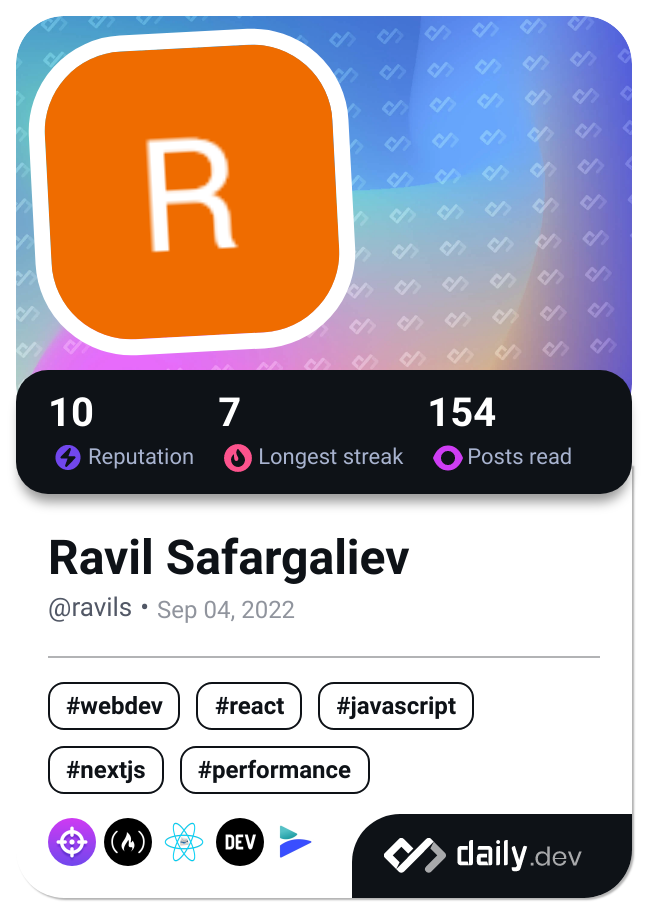 R
10 7 154
Reputation Longest streak Posts read
Ravil Safargaliev
@ravils • Sep 04, 2022
#webdev #react #javascript
#nextjs #performance
DEV
daily.dev